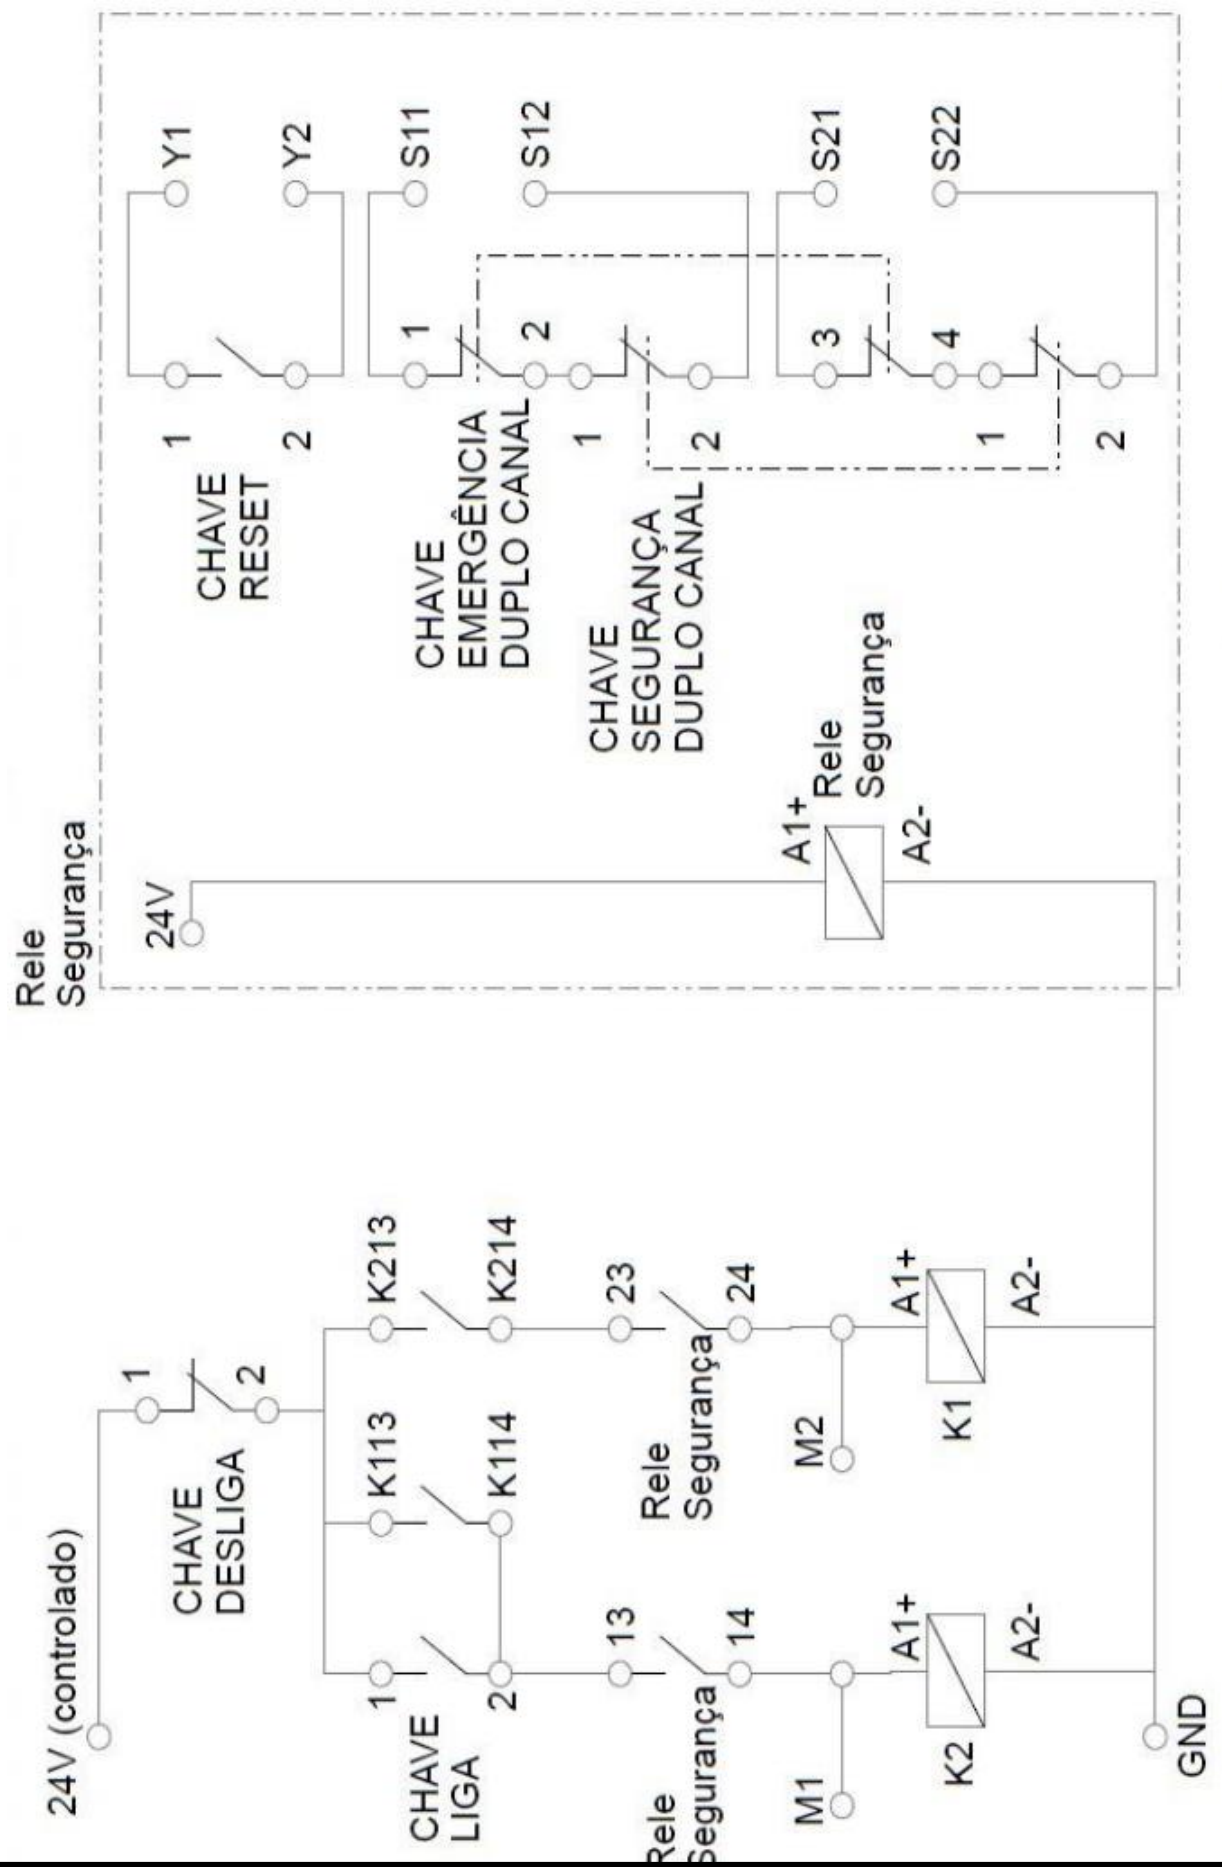 24V (controlado)
1
CHAVE
DESLIGA
2
1
CHAVE
LIGA
2
K113
K114
K213
K214
13
Rele
Segurança
14
23
Rele
Segurança
24
M1
M2
A1+
K2
A2-
A1+
K1
A2-
GND
Rele
Segurança
24V
A1+
Rele
Segurança
A2-
CHAVE
RESET
1
2
Y1
Y2
CHAVE
EMERGÊNCIA
DUPLO CANAL
1
2
S11
S12
CHAVE
SEGURANÇA
DUPLO CANAL
1
2
3
4
S21
S22
1
2